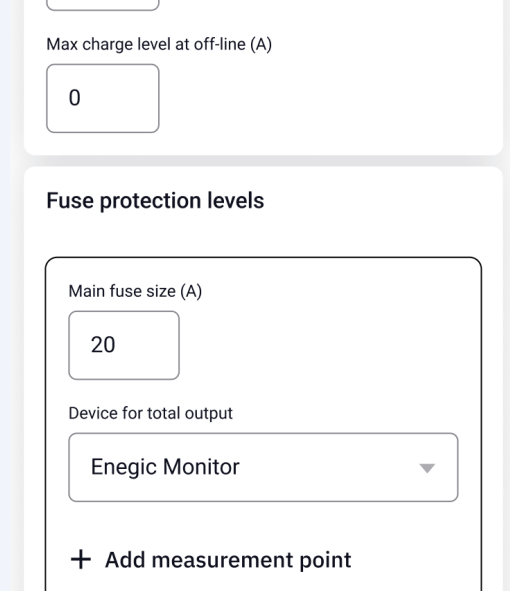 Max charge level at off-line (A)
0
Fuse protection levels
Main fuse size (A)
20
Device for total output
Enegic Monitor
+ Add measurement point